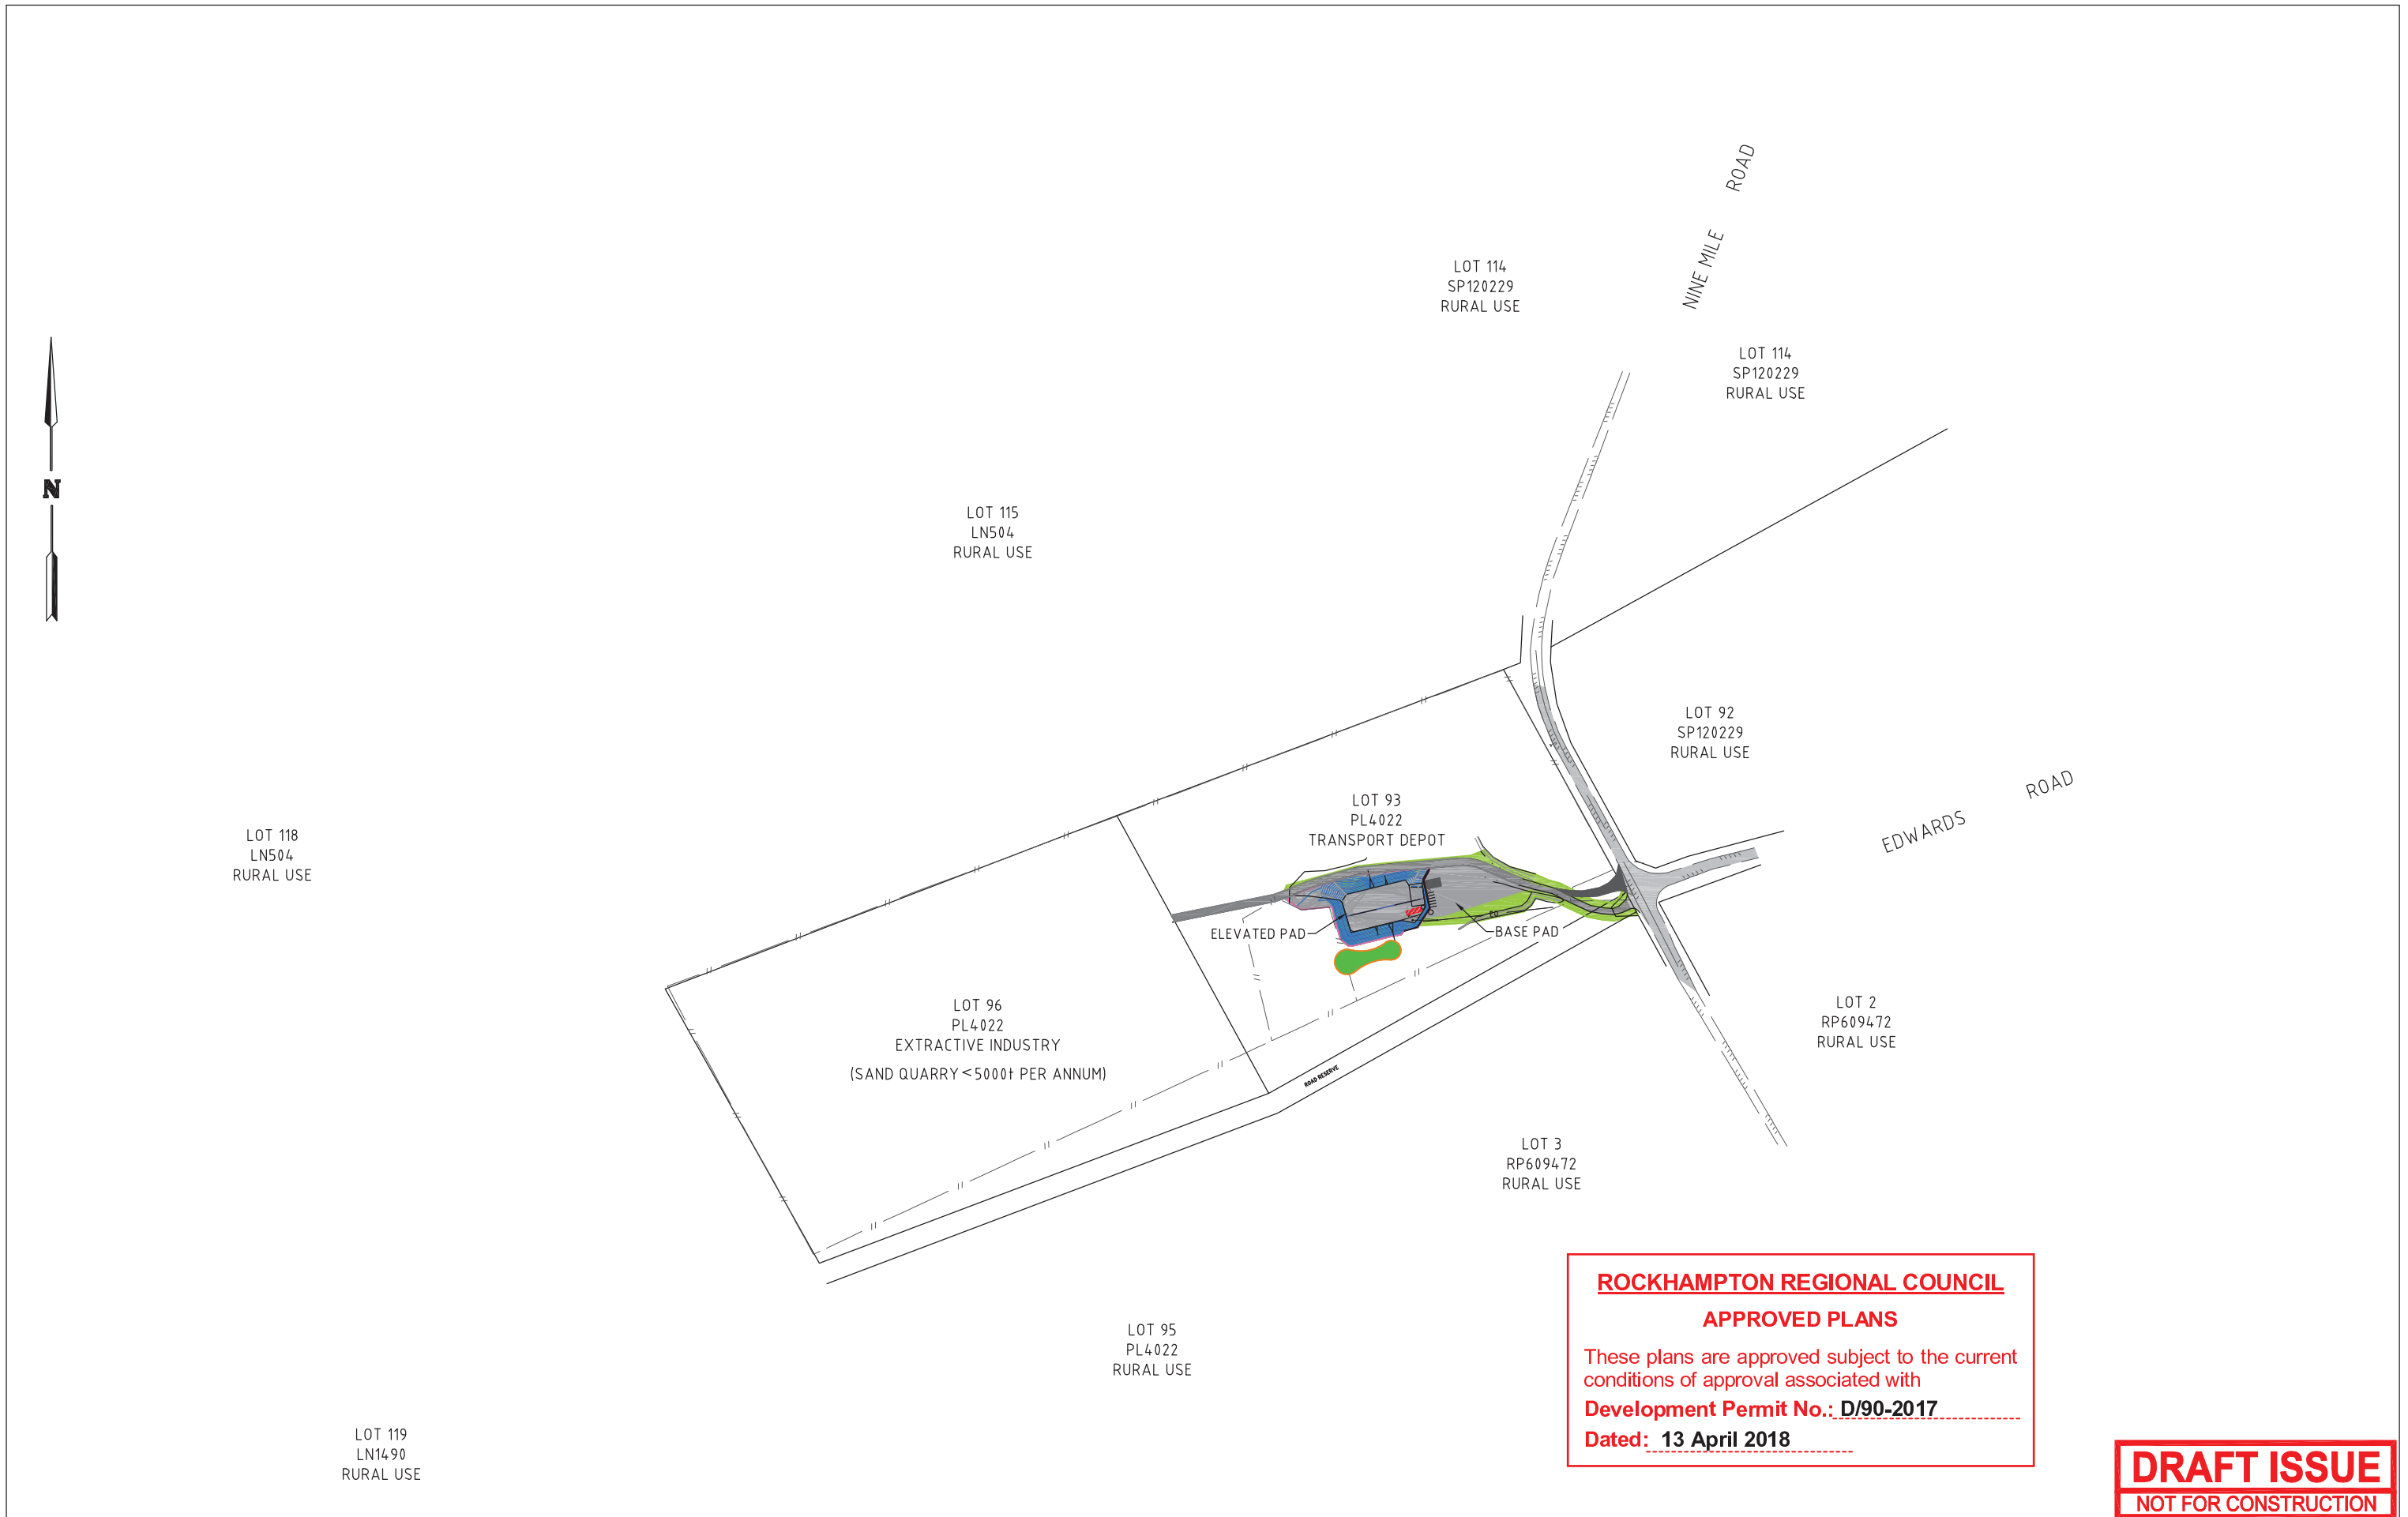 NINE MILE ROAD
LOT 114
SP120229
RURAL USE
LOT 114
SP120229
RURAL USE
N
LOT 115
LN504
RURAL USE
LOT 92
SP120229
RURAL USE
EDWARDS ROAD
LOT 93
PL4022
TRANSPORT DEPOT
LOT 118
LN504
RURAL USE
ELEVATED PAD
BASE PAD
LOT 96
PL4022
EXTRACTIVE INDUSTRY
(SAND QUARRY <5000t PER ANNUM)
LOT 2
RP609472
RURAL USE
ROAD RESERVE
LOT 3
RP609472
RURAL USE
LOT 95
PL4022
RURAL USE
LOT 119
LN1490
RURAL USE
ROCKHAMPTON REGIONAL COUNCIL
APPROVED PLANS
These plans are approved subject to the current
conditions of approval associated with
Development Permit No.: D/90-2017
Dated: 13 April 2018
DRAFT ISSUE
NOT FOR CONSTRUCTION